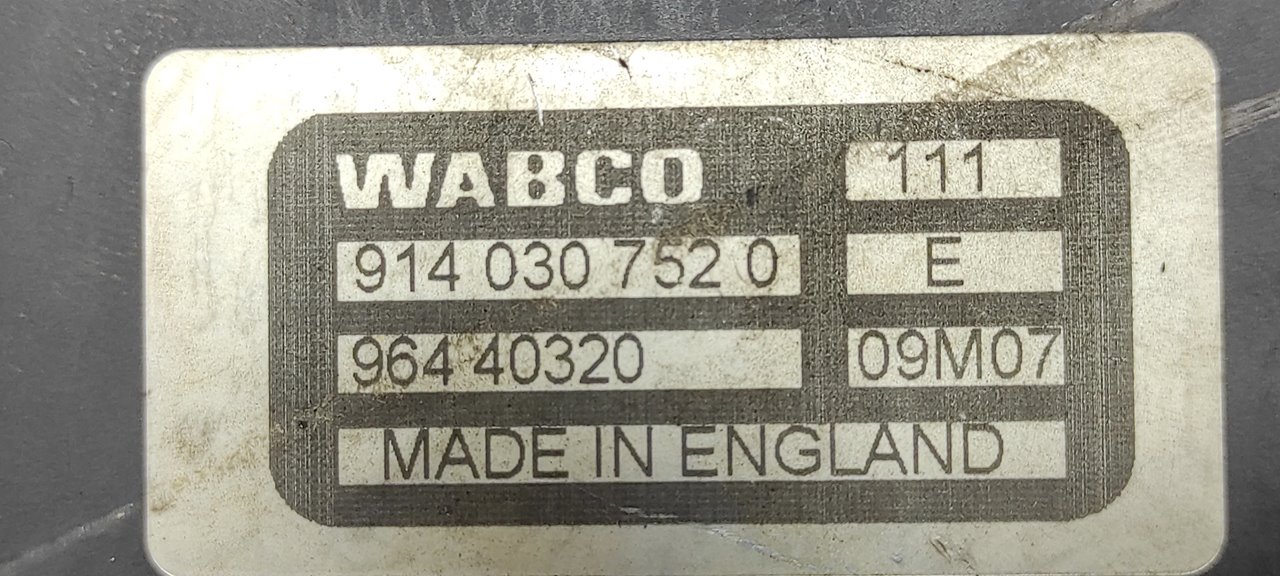 WABCO 111
914 030 752 0 E
964 40320 09M07
MADE IN ENGLAND